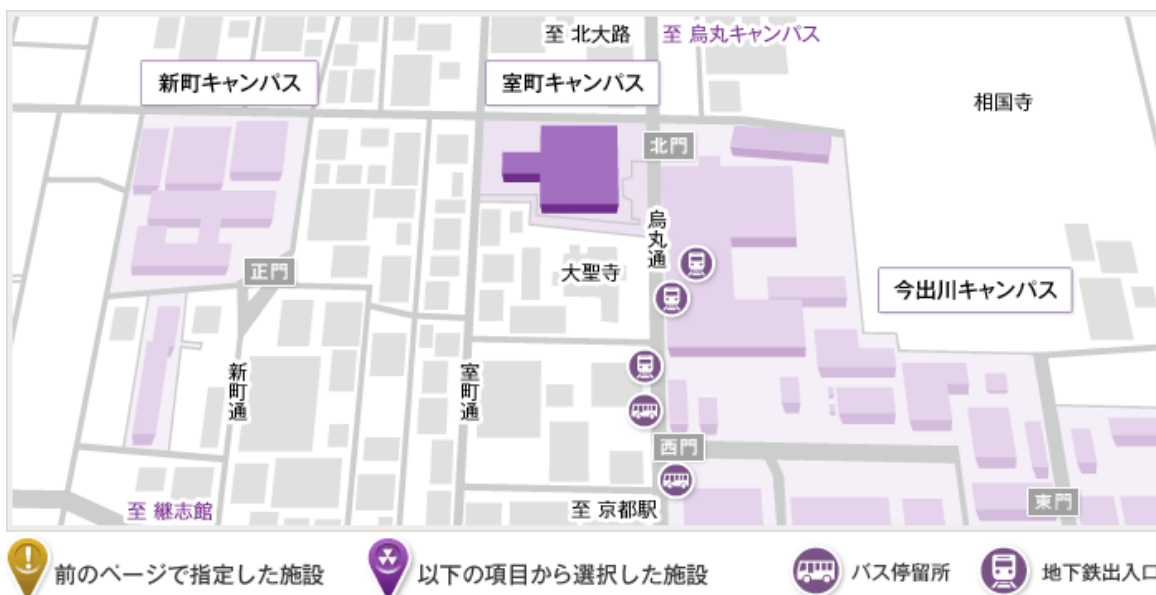 至 北大路
至 烏丸キャンパス
新町キャンパス
室町キャンパス
相国寺
北門
烏丸通
大聖寺
正門
今出川キャンパス
新町通
室町通
西門
東門
至 継志館
至 京都駅
前のページで指定した施設
以下の項目から選択した施設
バス停留所
地下鉄出入口